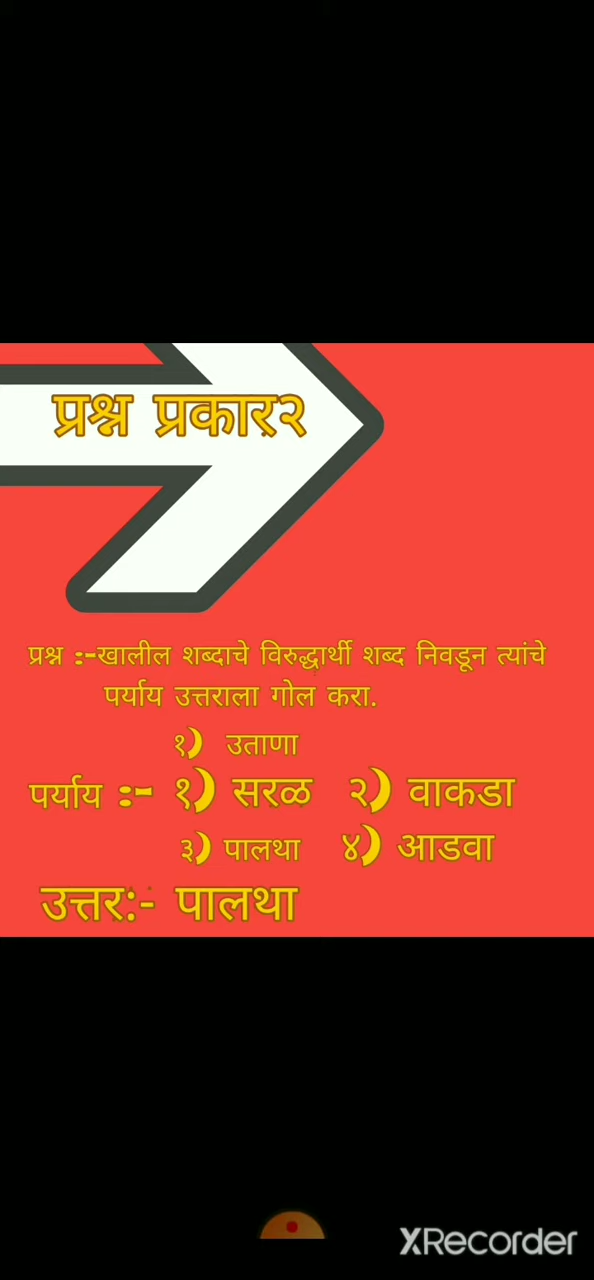 प्रश्न प्रकार२
प्रश्न :-खालील शब्दाचे विरुद्धार्थी शब्द निवडून त्यांचे
पर्याय उत्तराला गोल करा.
१) उताणा
पर्याय :- १) सरळ २) वाकडा
३) पालथा ४) आडवा
उत्तर:- पालथा
XRecorder